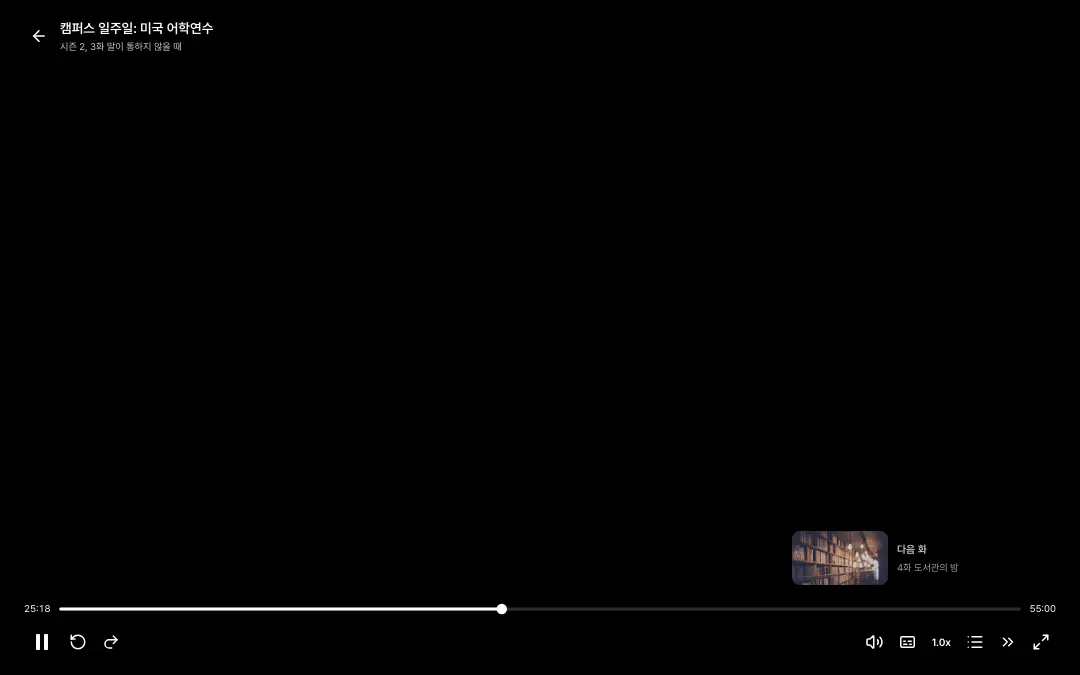 캠퍼스 일주일: 미국 어학연수
시즌 2, 3화 말이 통하지 않을 때
다음 화
4화 도서관의 밤
25:18
55:00
1.0x